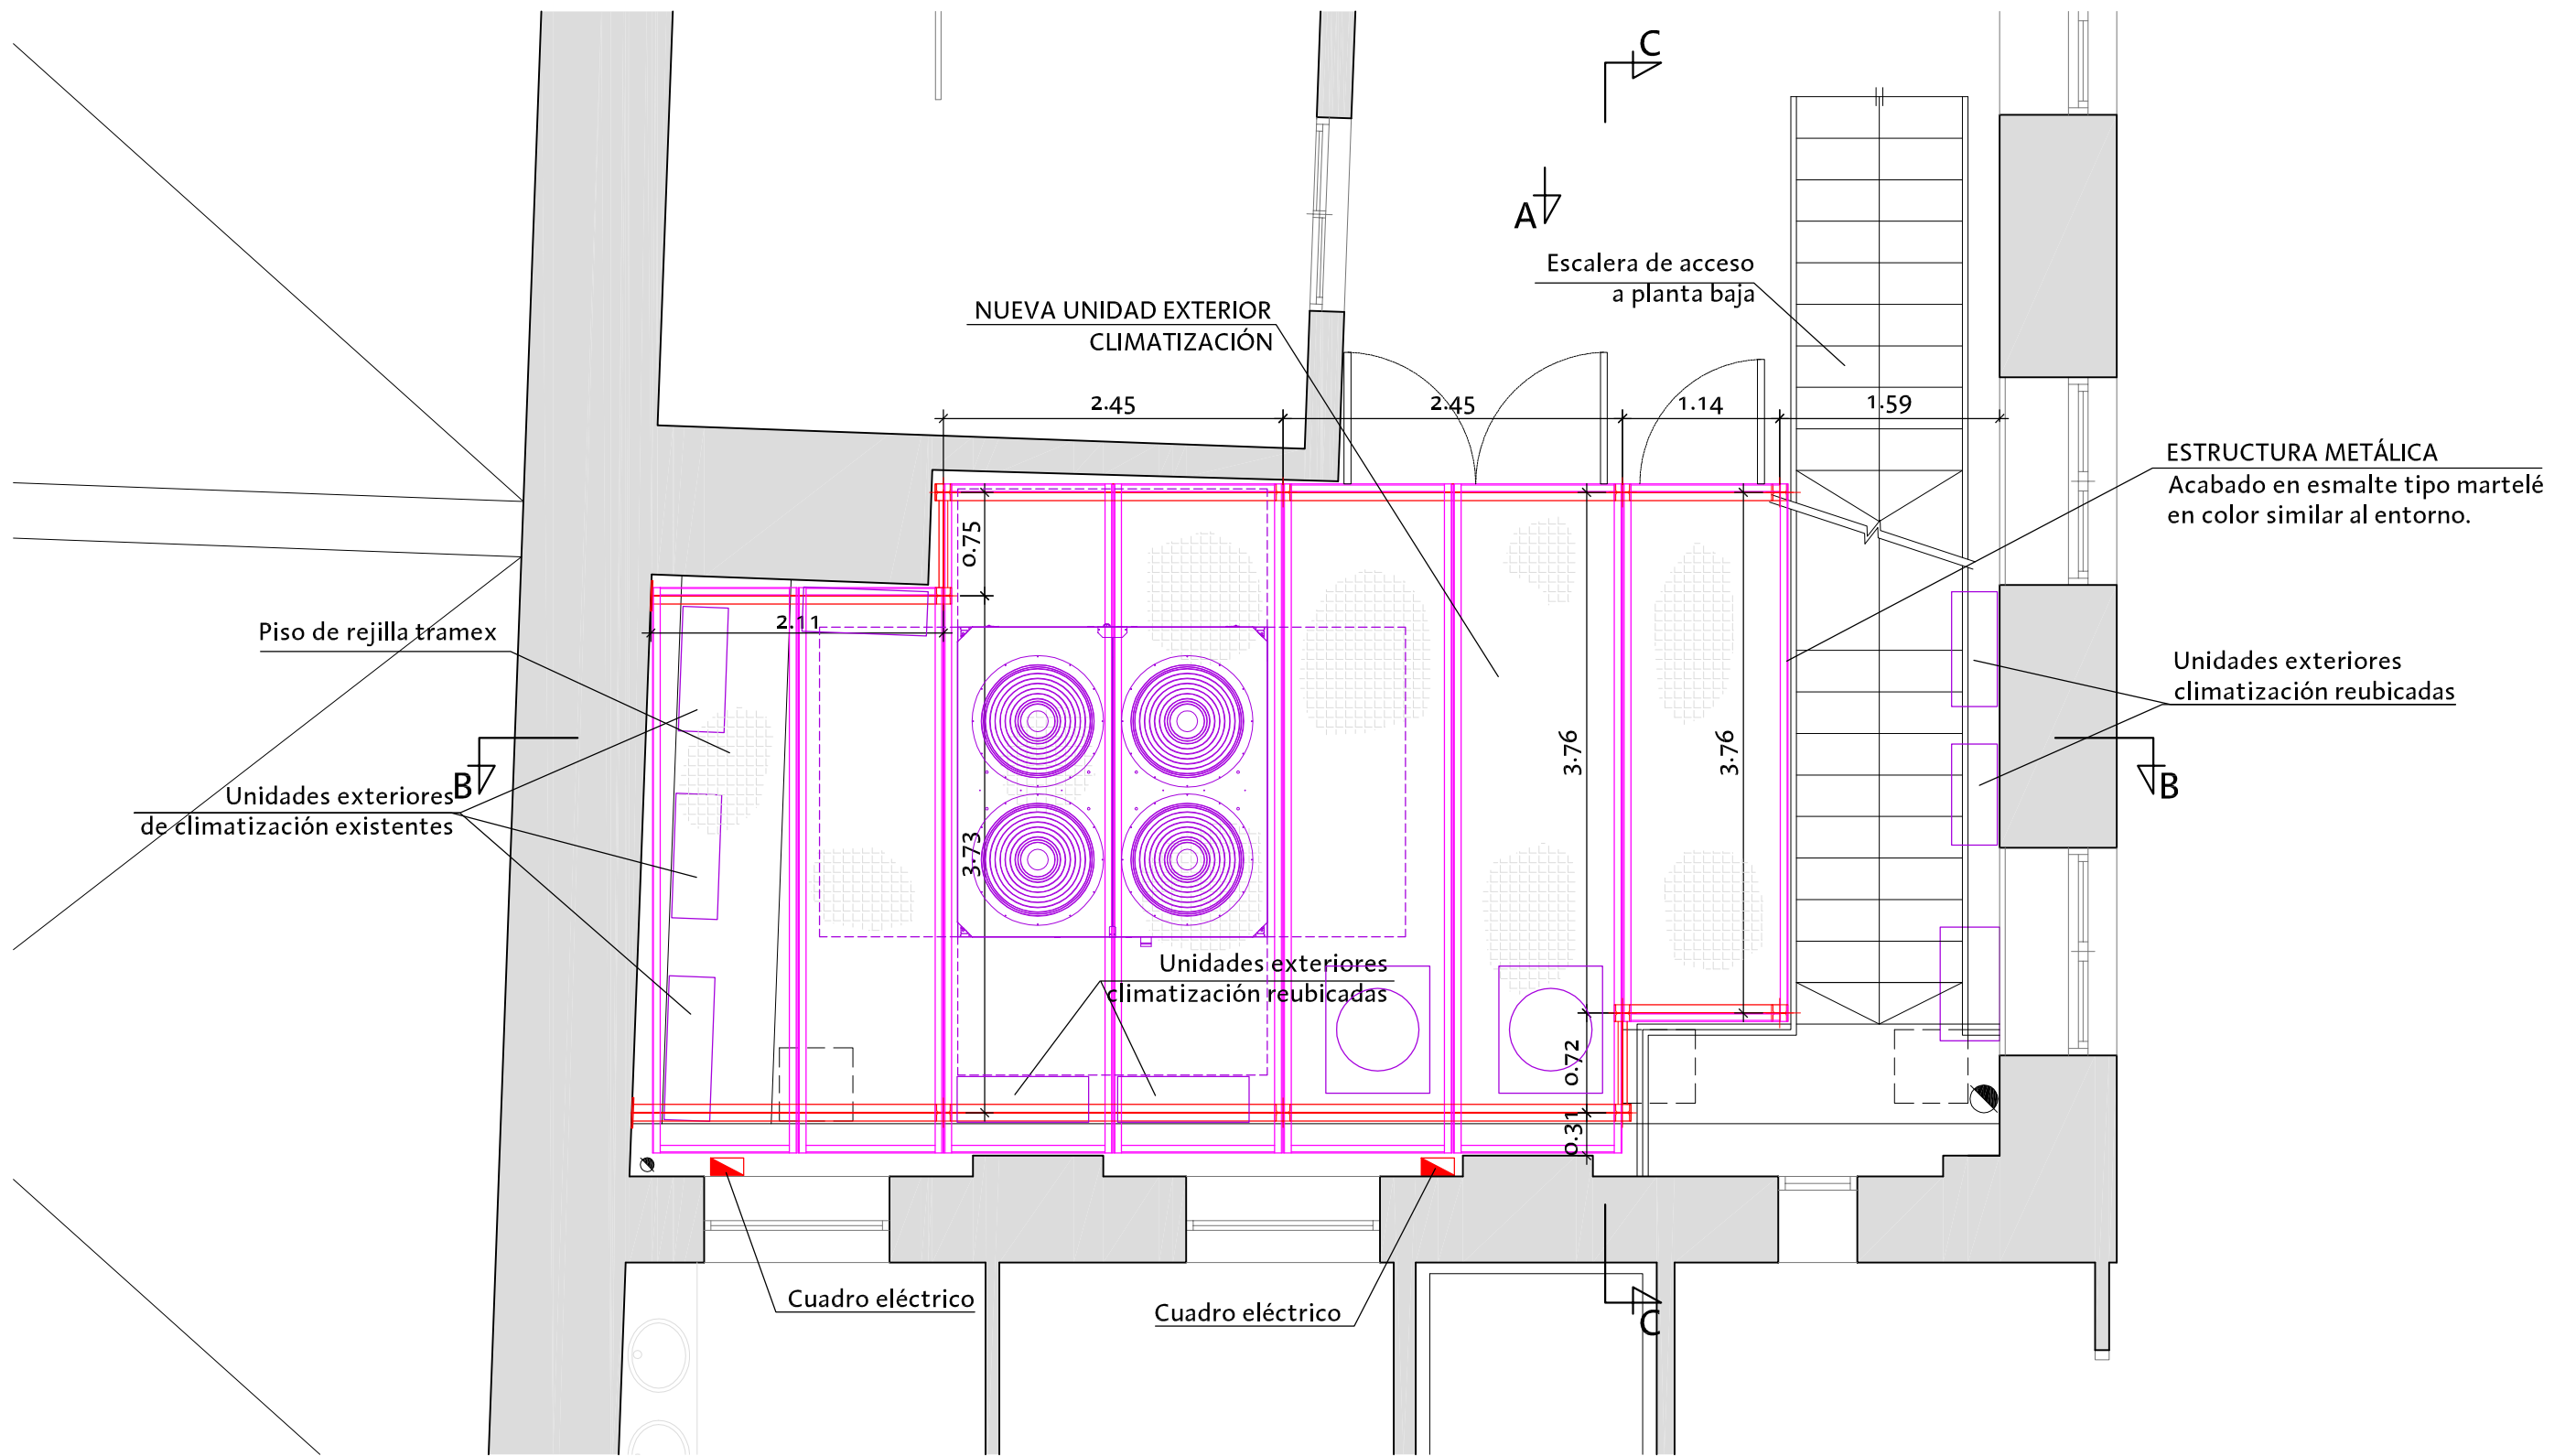 C
A
Escalera de acceso
a planta baja
NUEVA UNIDAD EXTERIOR
CLIMATIZACIÓN
2.45
2.45
1.14
1.59
ESTRUCTURA METÁLICA
Acabado en esmalte tipo martelé
en color similar al entorno.
0.75
2.11
Piso de rejilla tramex
Unidades exteriores
climatización reubicadas
3.76
3.76
B
B
Unidades exteriores
de climatización existentes
3.73
Unidades exteriores
climatización reubicadas
0.72
0.31
Cuadro eléctrico
Cuadro eléctrico
C